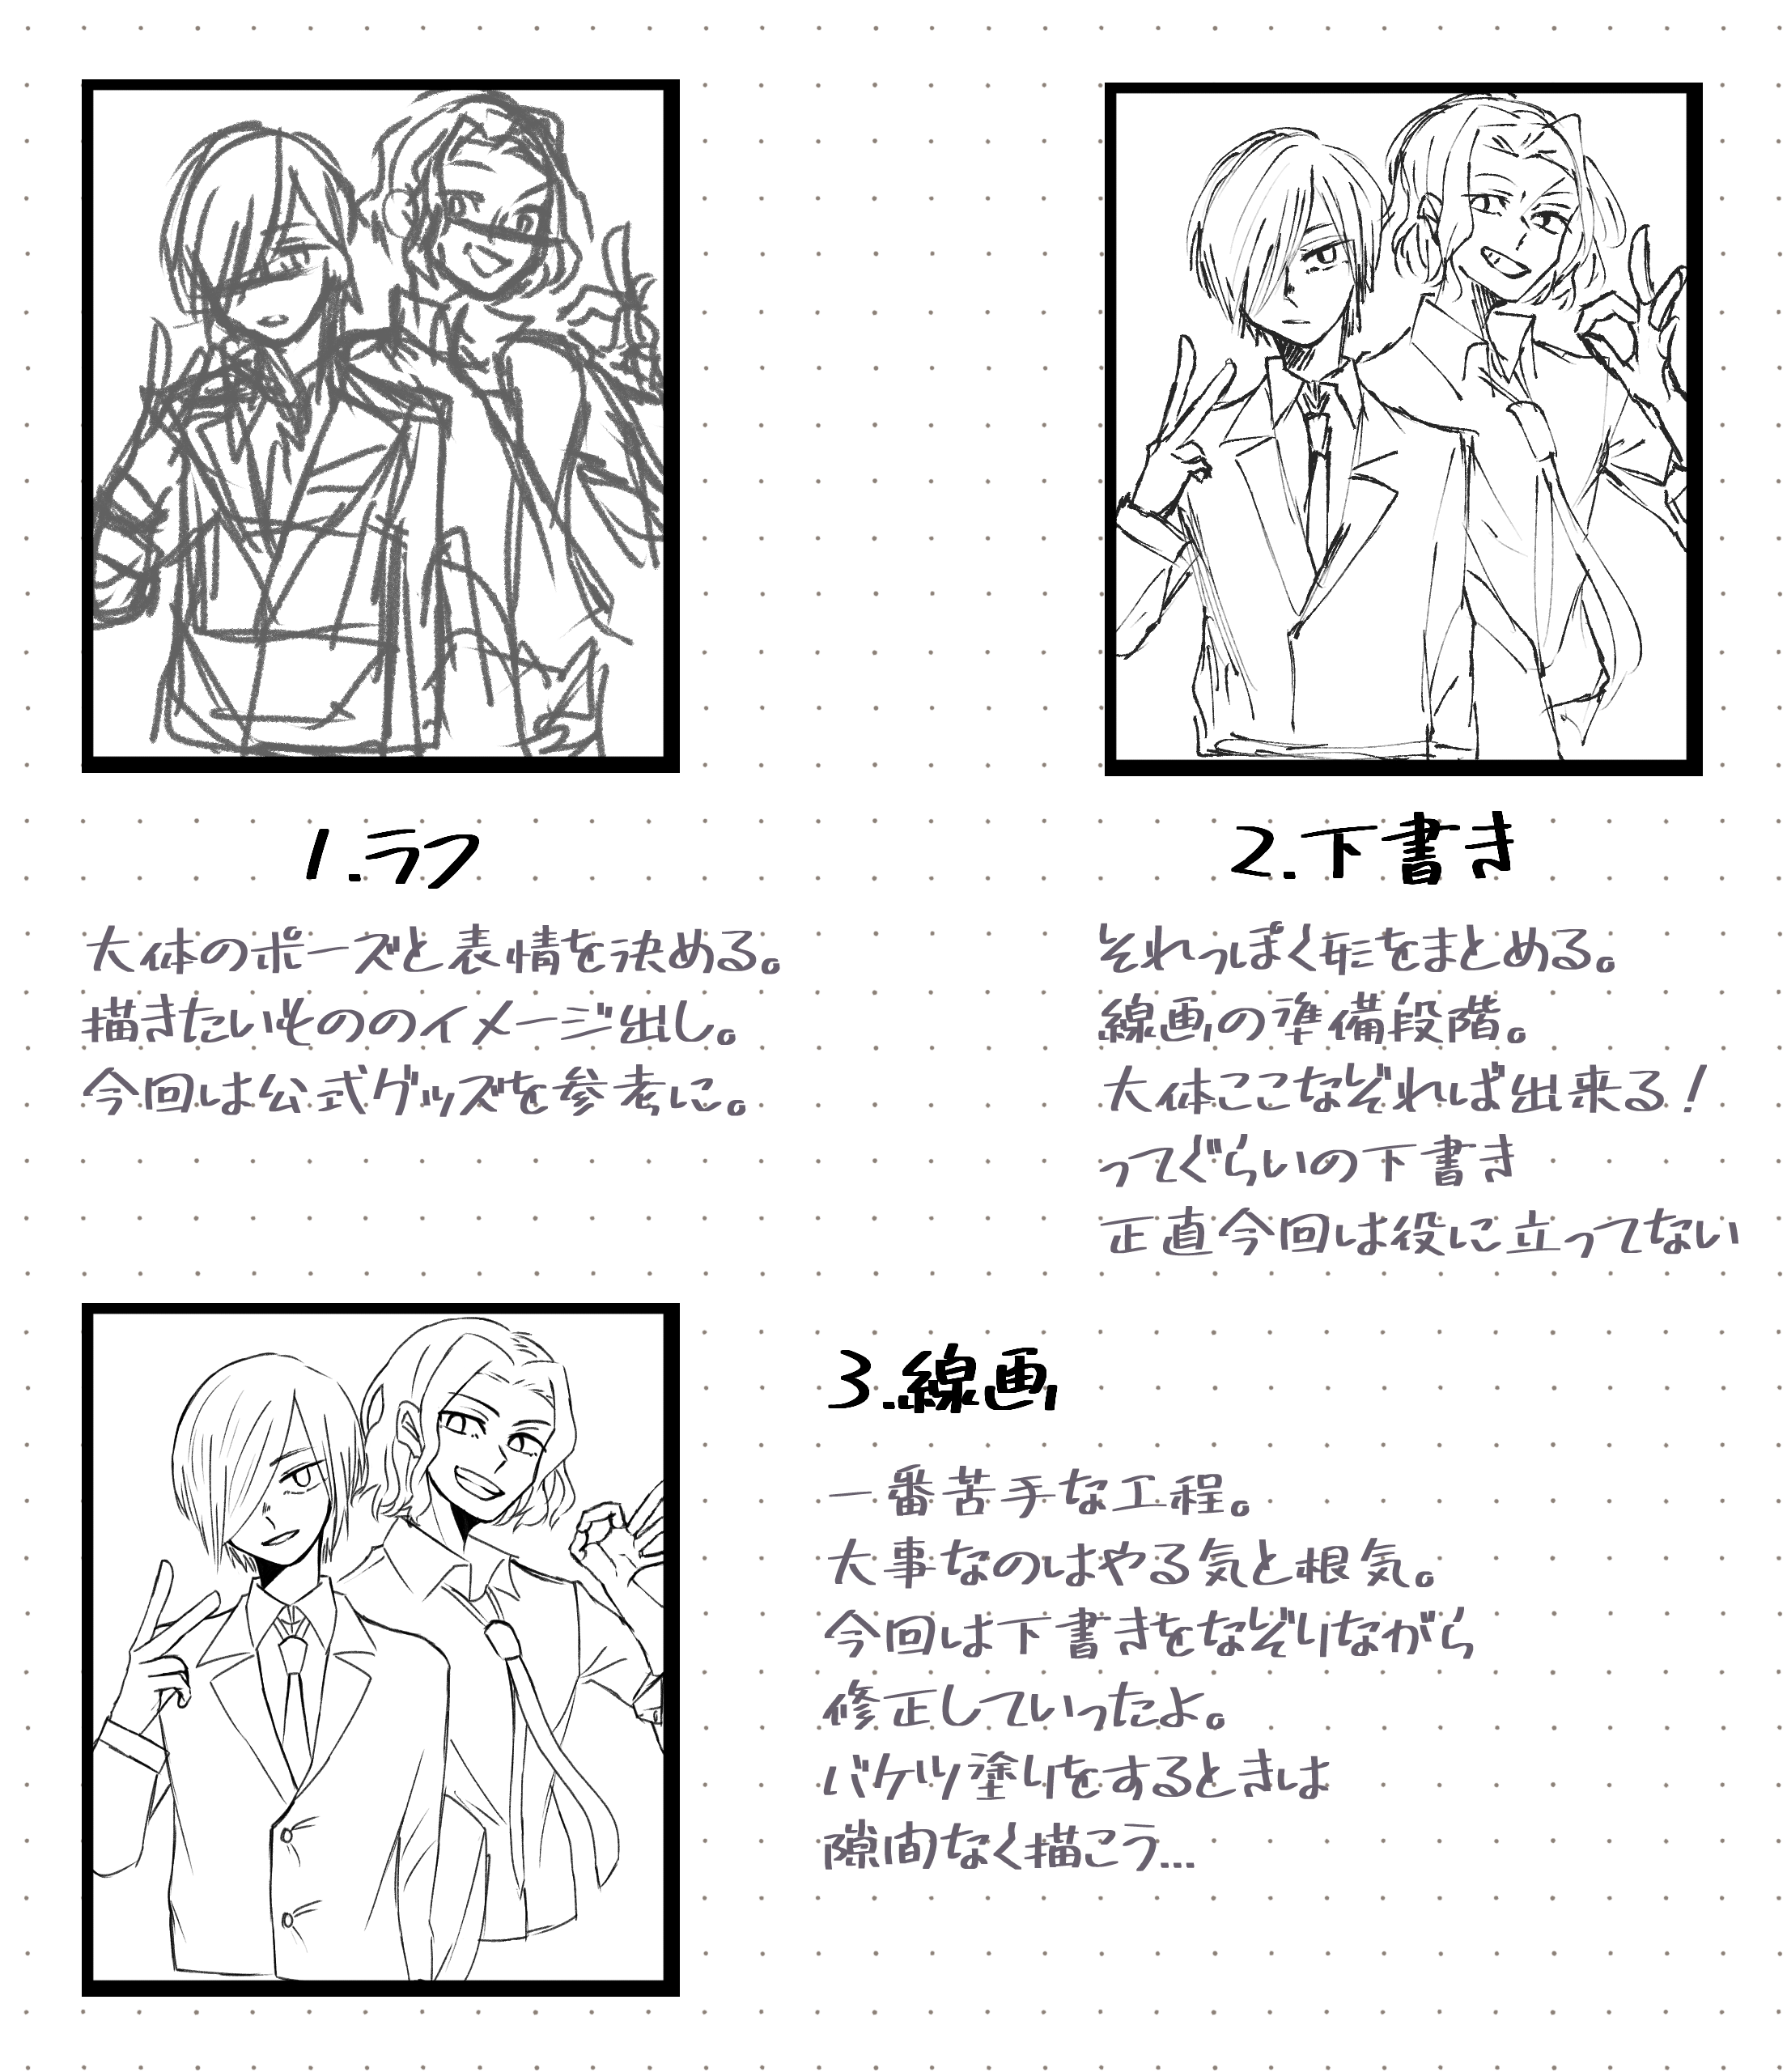 1.ラフ
大体のポーズと表情を決める。
描きたいもののイメージ出し。
今回は公式グッズを参考に。
2.下書き
それっぽく形をまとめる。
線画の準備段階。
大体ここなぞれば出来る！
ってぐらいの下書き
正直今回は役に立ってない
3.線画
一番苦手な工程。
大事なのはやる気と根気。
今回は下書きをなぞりながら
修正していったよ。
バケツ塗りをするときは
隙間なく描こう...